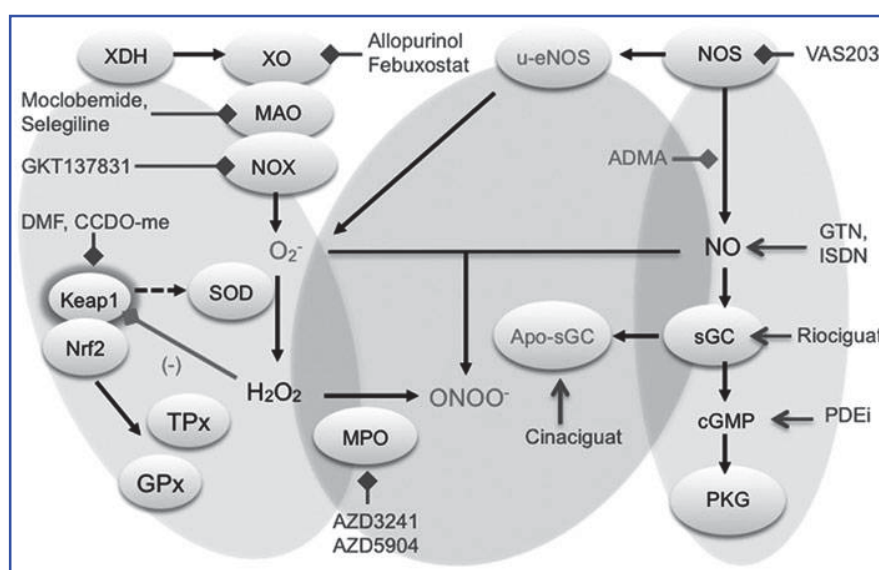 XDH
XO
Allopurinol
Febuxostat
u-eNOS
NOS
VAS203
Moclobemide,
Selegiline
MAO
GKT137831
NOX
ADMA
DMF, CCDO-me
O₂⁻
NO
GTN,
ISDN
Keap1
SOD
Nrf2
(-)
H₂O₂
ONOO⁻
Apo-sGC
sGC
Riociguat
TPx
GPx
MPO
Cinaciguat
cGMP
PDEi
PKG
AZD3241
AZD5904